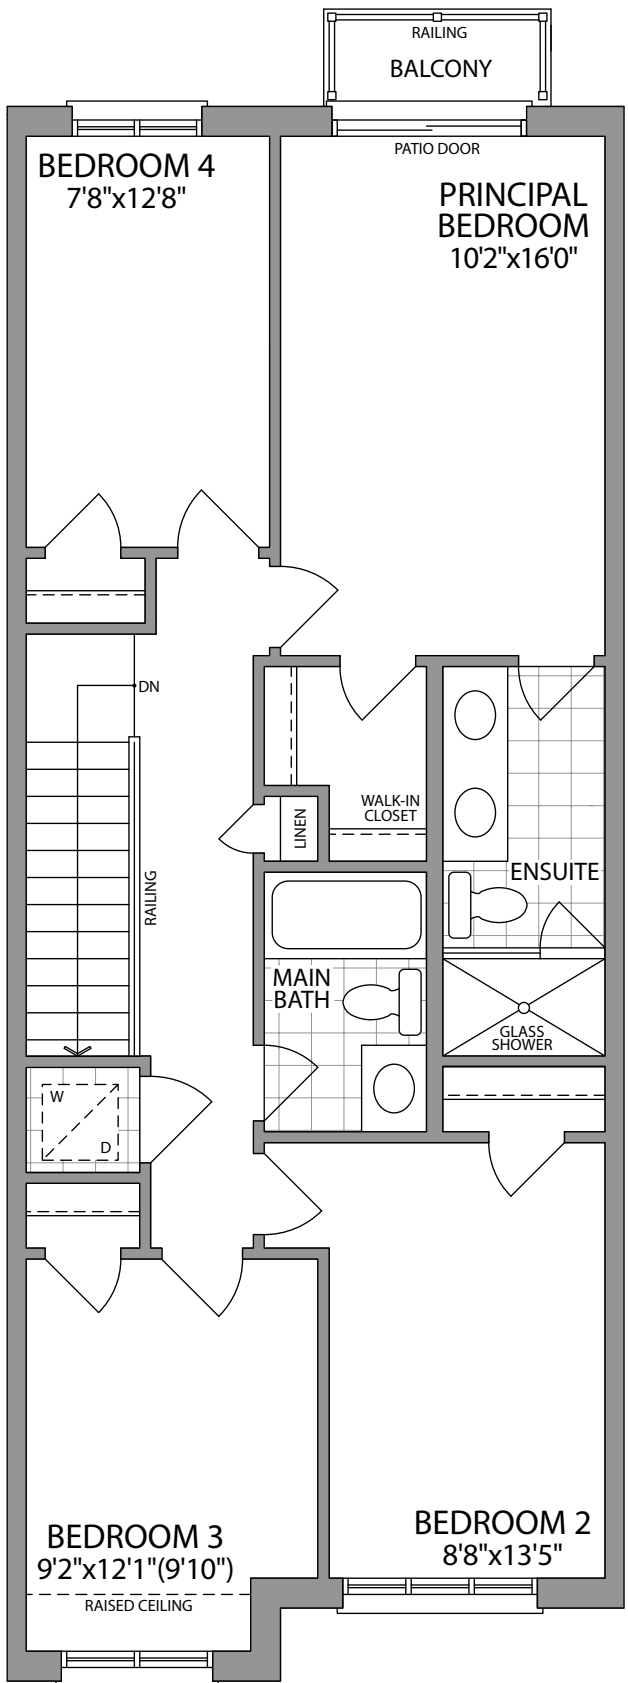 RAILING
BALCONY
PATIO DOOR
BEDROOM 4
7'8"x12'8"
PRINCIPAL
BEDROOM
10'2"x16'0"
DN
WALK-IN
CLOSET
LINEN
RAILING
ENSUITE
MAIN
BATH
GLASS
SHOWER
W
D
BEDROOM 3
9'2"x12'1"(9'10")
RAISED CEILING
BEDROOM 2
8'8"x13'5"